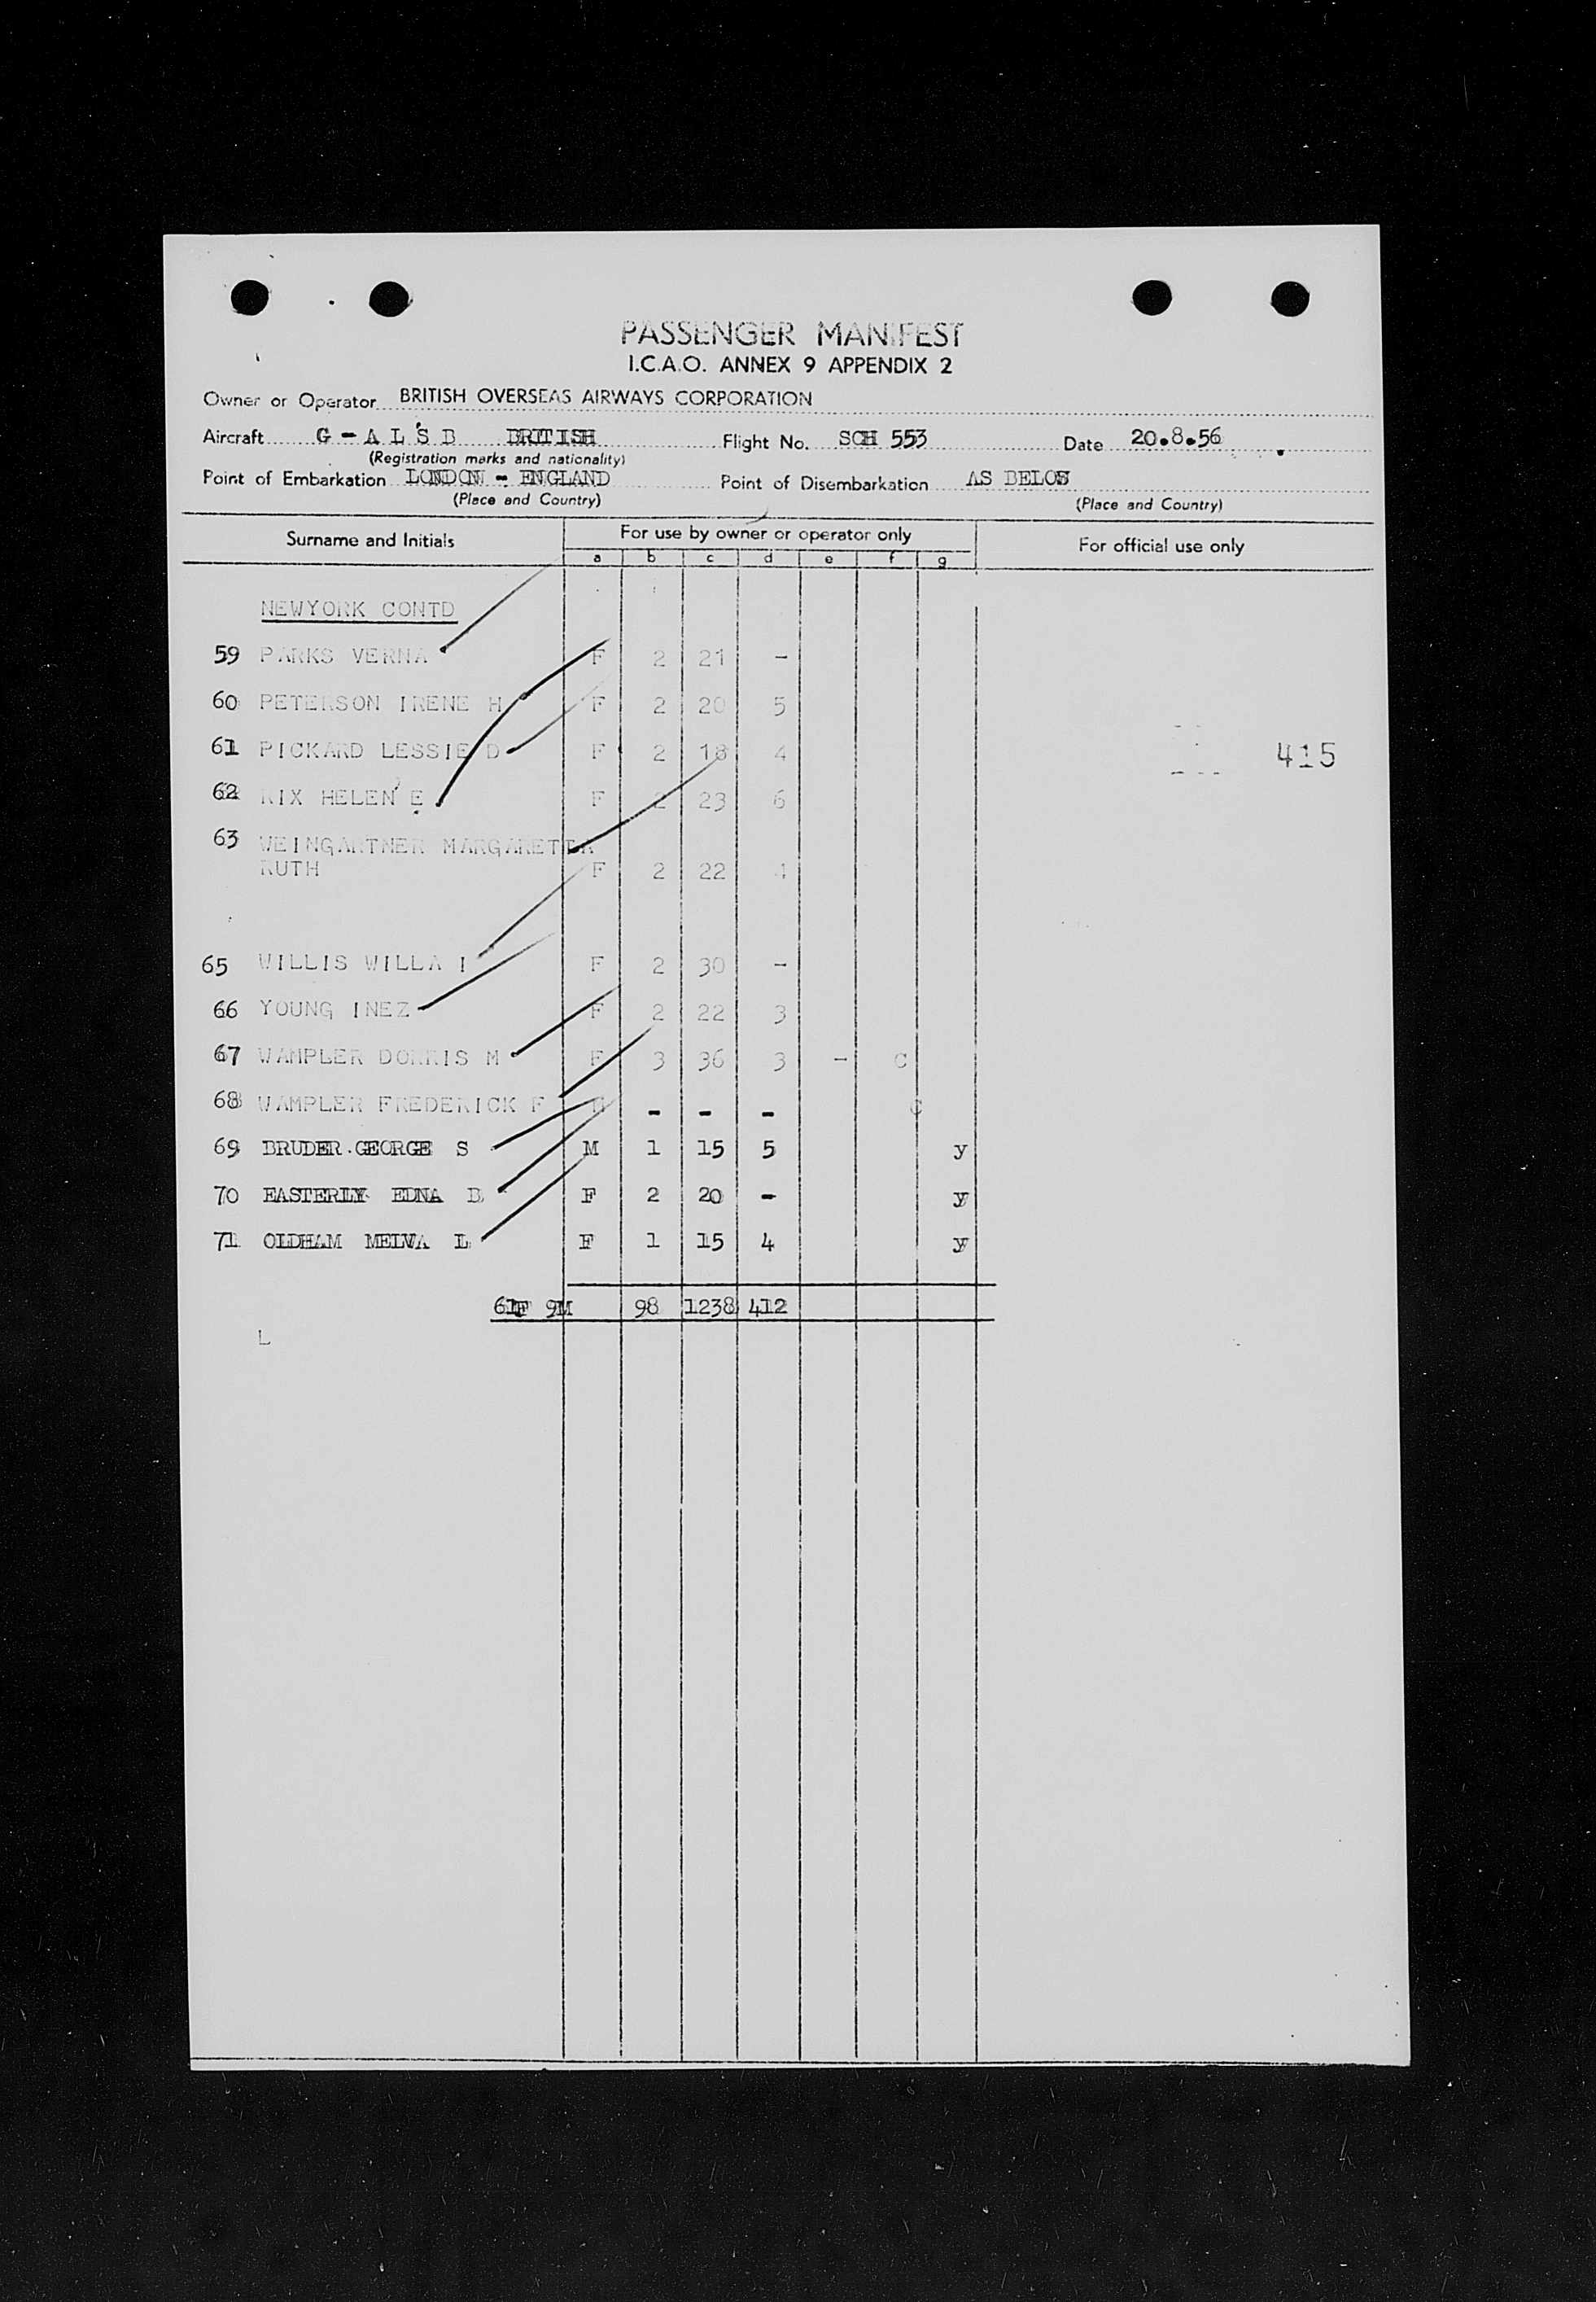 PASSENGER MANIFEST
I.C.A.O. ANNEX 9 APPENDIX 2
Owner or Operator BRITISH OVERSEAS AIRWAYS CORPORATION
Aircraft G - A L S B BRITISH Flight No. SCH 553 Date 20.8.56
(Registration marks and nationality)
Point of Embarkation LONDON - ENGLAND Point of Disembarkation AS BELOW
(Place and Country) (Place and Country)
Surname and Initials For use by owner or operator only For official use only
a b c d e f g
NEWYORK CONTD
59 PARKS VERNA F 2 21 -
60 PETERSON IRENE H F 2 20 5
61 PICKARD LESSIE D F 2 18 4
415
62 RIX HELEN E F 2 23 6
63 WEINGARTNER MARGARETTA
RUTH F 2 22 4
65 WILLIS WILLA I F 2 30 -
66 YOUNG INEZ F 2 22 3
67 WAMPLER DORRIS M F 3 36 3 - C
68 WAMPLER FREDERICK F M - - - C
69 BRUDER GEORGE S M 1 15 5 y
70 EASTERLY EDNA B F 2 20 - y
71 OLDHAM MELVA L F 1 15 4 y
61F 9M 98 1238 412
L